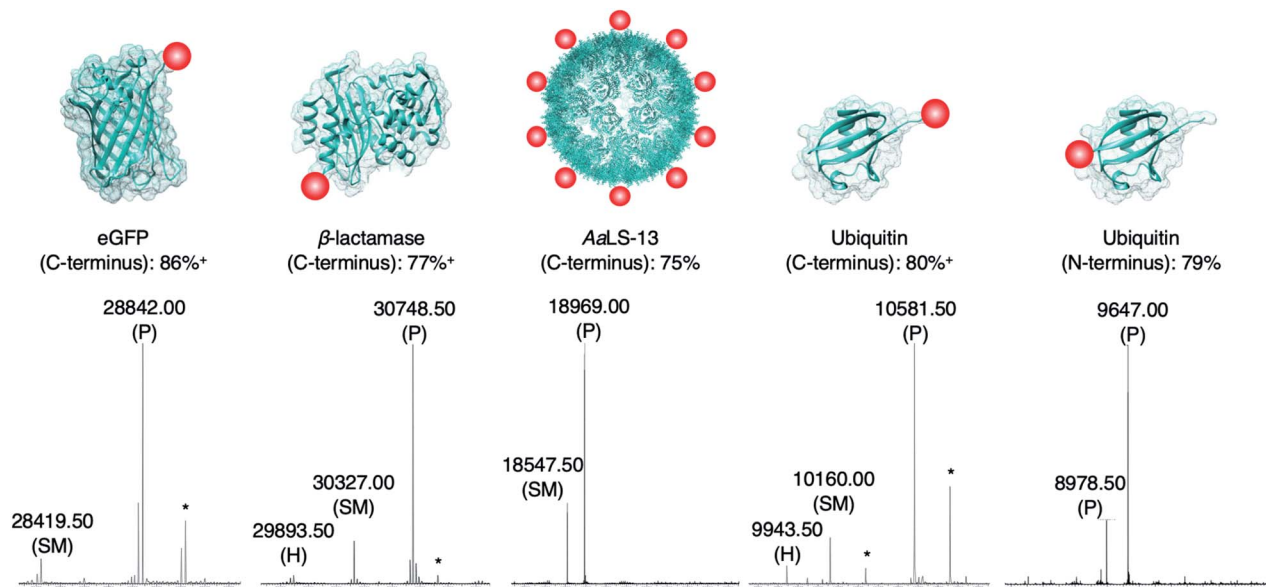 eGFP
(C-terminus): 86%⁺
β-lactamase
(C-terminus): 77%⁺
AaLS-13
(C-terminus): 75%
Ubiquitin
(C-terminus): 80%⁺
Ubiquitin
(N-terminus): 79%
28842.00
(P)
*
28419.50
(SM)
30748.50
(P)
30327.00
(SM)
29893.50
(H)
*
18969.00
(P)
18547.50
(SM)
10581.50
(P)
*
10160.00
(SM)
9943.50
(H)
*
9647.00
(P)
8978.50
(P)